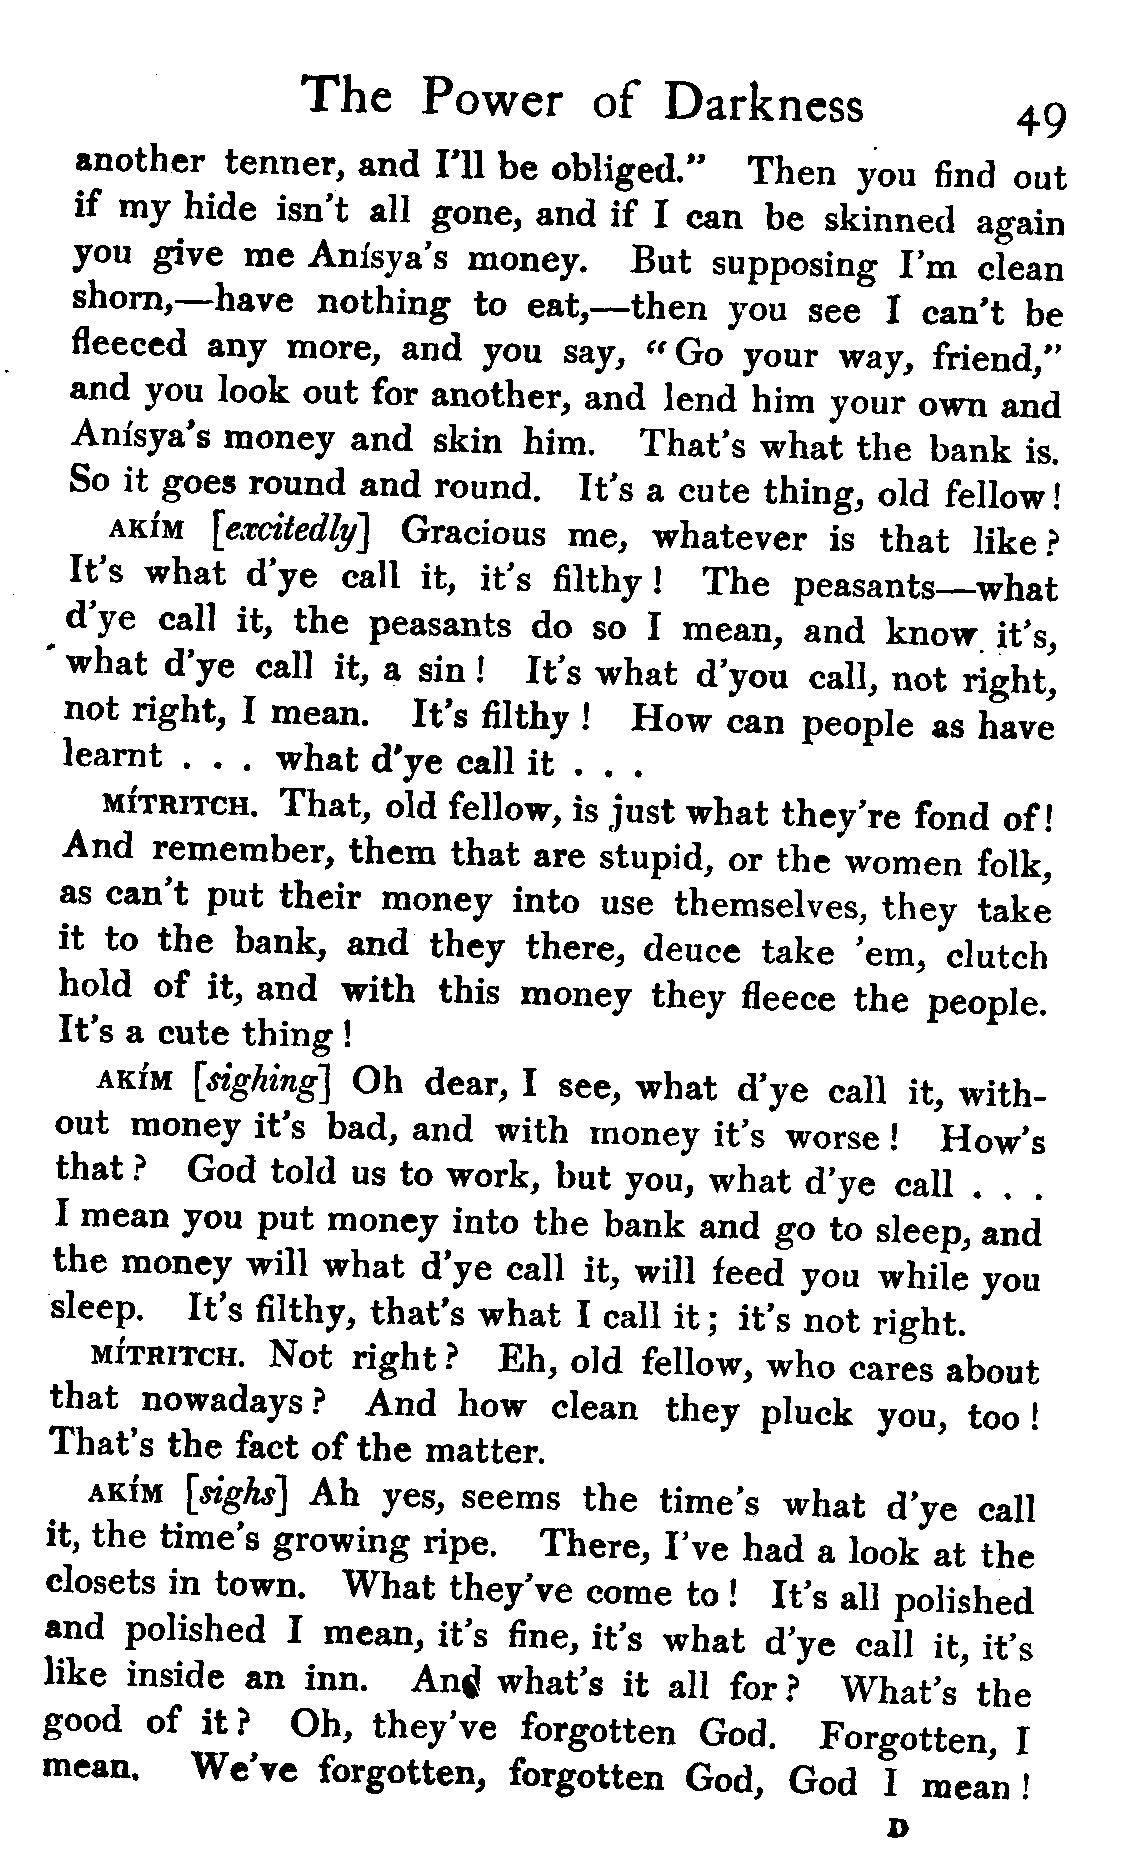 The Power of Darkness 49
another tenner, and I'll be obliged." Then you find out
if my hide isn't all gone, and if I can be skinned again
you give me Anísya's money. But supposing I'm clean
shorn,—have nothing to eat,—then you see I can't be
fleeced any more, and you say, "Go your way, friend,"
and you look out for another, and lend him your own and
Anísya's money and skin him. That's what the bank is.
So it goes round and round. It's a cute thing, old fellow!
AKÍM [excitedly] Gracious me, whatever is that like?
It's what d'ye call it, it's filthy! The peasants—what
d'ye call it, the peasants do so I mean, and know it's,
what d'ye call it, a sin! It's what d'you call, not right,
not right, I mean. It's filthy! How can people as have
learnt . . . what d'ye call it . . .
MÍTRITCH. That, old fellow, is just what they're fond of!
And remember, them that are stupid, or the women folk,
as can't put their money into use themselves, they take
it to the bank, and they there, deuce take 'em, clutch
hold of it, and with this money they fleece the people.
It's a cute thing!
AKÍM [sighing] Oh dear, I see, what d'ye call it, with-
out money it's bad, and with money it's worse! How's
that? God told us to work, but you, what d'ye call . . .
I mean you put money into the bank and go to sleep, and
the money will what d'ye call it, will feed you while you
sleep. It's filthy, that's what I call it; it's not right.
MÍTRITCH. Not right? Eh, old fellow, who cares about
that nowadays? And how clean they pluck you, too!
That's the fact of the matter.
AKÍM [sighs] Ah yes, seems the time's what d'ye call
it, the time's growing ripe. There, I've had a look at the
closets in town. What they've come to! It's all polished
and polished I mean, it's fine, it's what d'ye call it, it's
like inside an inn. And what's it all for? What's the
good of it? Oh, they've forgotten God. Forgotten, I
mean. We've forgotten, forgotten God, God I mean!
D